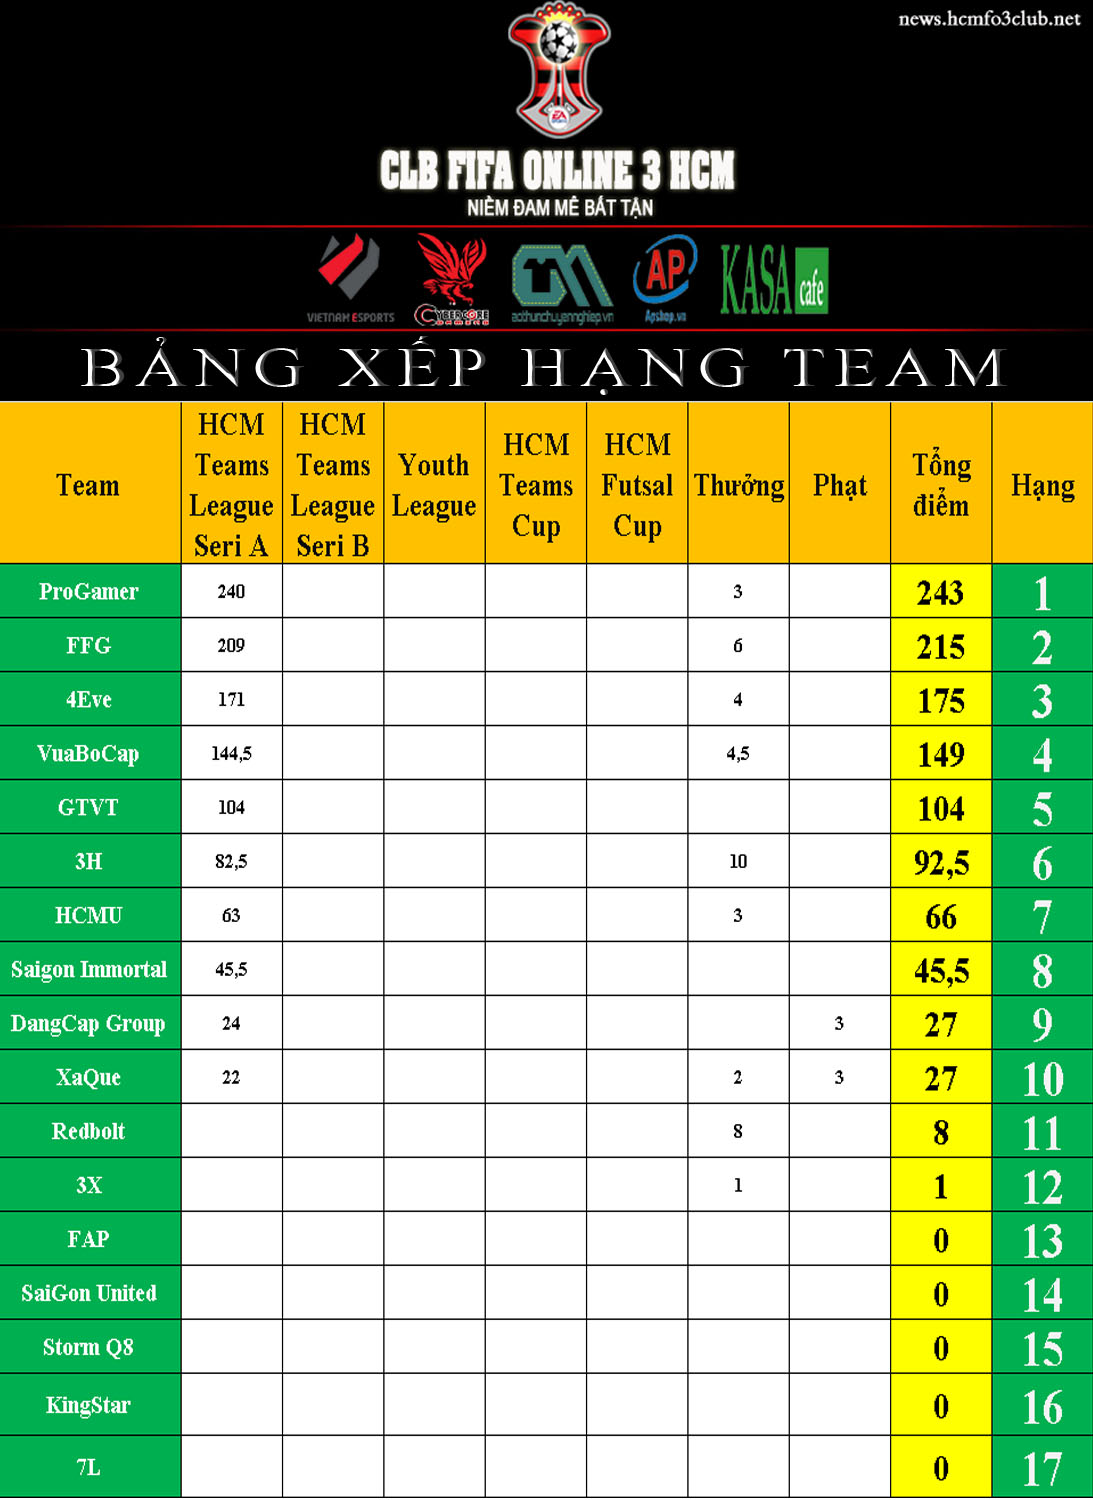 news.hcmfo3club.net
EA
SPORTS
CLB FIFA ONLINE 3 HCM
NIỀM ĐAM MÊ BẤT TẬN
VIETNAM ESPORTS
CYBERCORE
GAMING
aothunchuyennghiep.vn
AP
Apshop.vn
KASA cafe
BẢNG XẾP HẠNG TEAM
Team
HCM
Teams
League
Seri A
HCM
Teams
League
Seri B
Youth
League
HCM
Teams
Cup
HCM
Futsal
Cup
Thưởng
Phạt
Tổng
điểm
Hạng
ProGamer 240 3 243 1
FFG 209 6 215 2
4Eve 171 4 175 3
VuaBoCap 144,5 4,5 149 4
GTVT 104 104 5
3H 82,5 10 92,5 6
HCMU 63 3 66 7
Saigon Immortal 45,5 45,5 8
DangCap Group 24 3 27 9
XaQue 22 2 3 27 10
Redbolt 8 8 11
3X 1 1 12
FAP 0 13
SaiGon United 0 14
Storm Q8 0 15
KingStar 0 16
7L 0 17